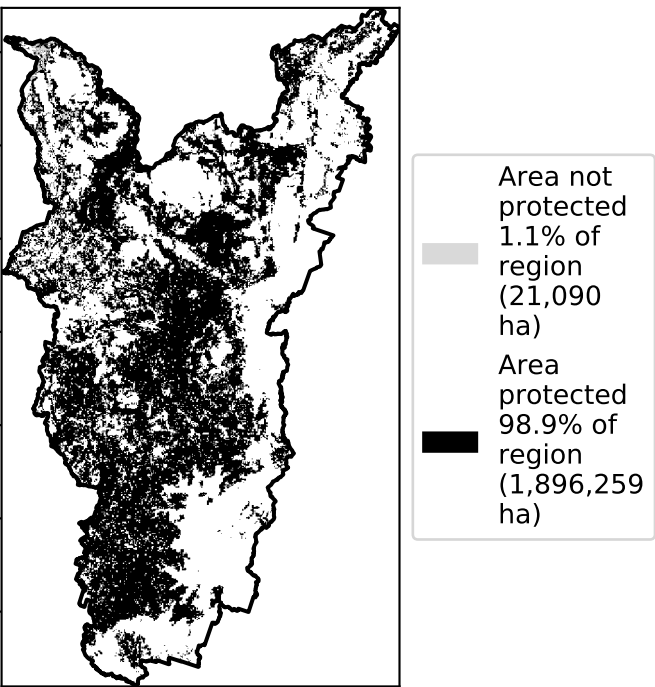 Area not
protected
1.1% of
region
(21,090
ha)
Area
protected
98.9% of
region
(1,896,259
ha)